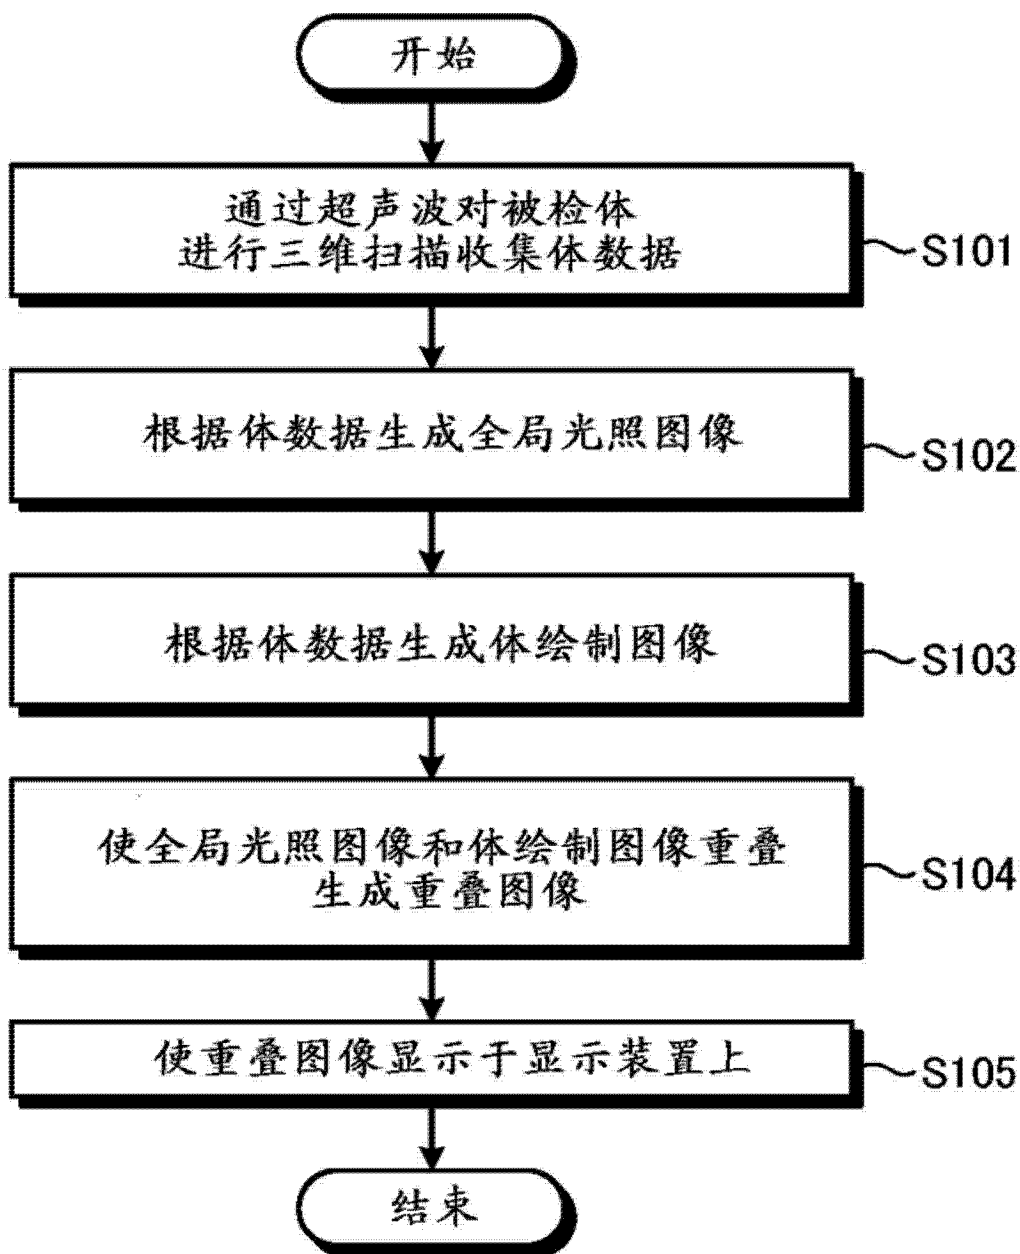 开始
通过超声波对被检体
进行三维扫描收集体数据
S101
根据体数据生成全局光照图像
S102
根据体数据生成体绘制图像
S103
使全局光照图像和体绘制图像重叠
生成重叠图像
S104
使重叠图像显示于显示装置上
S105
结束